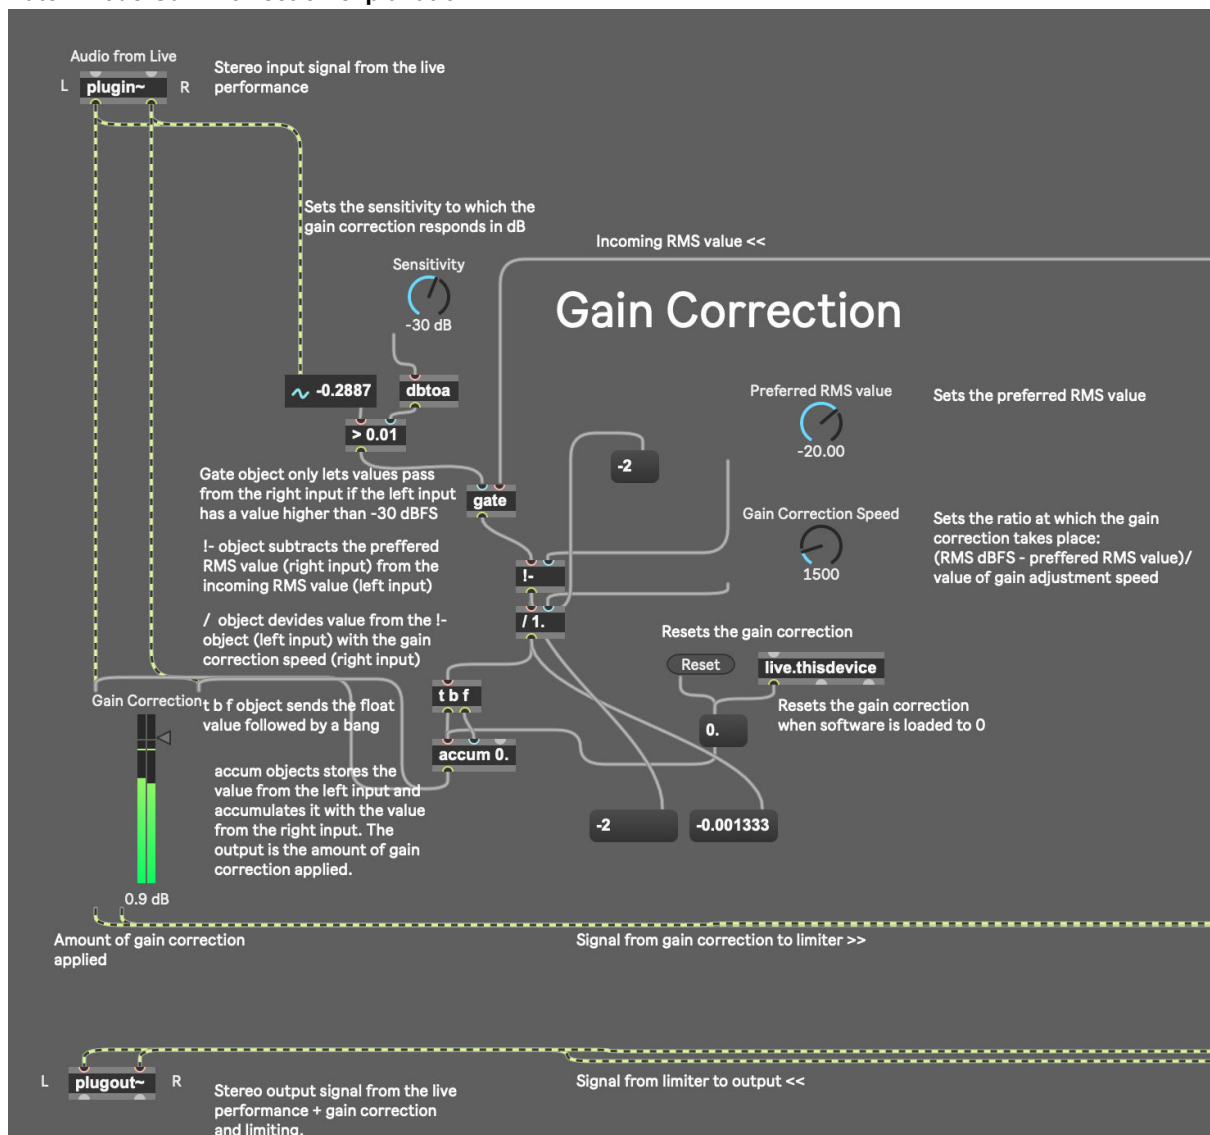 Audio from Live
L
plugin~
R
Stereo input signal from the live
performance
Sets the sensitivity to which the
gain correction responds in dB
Incoming RMS value <<
Sensitivity
-30 dB
Gain Correction
-0.2887
dbtoa
> 0.01
Preferred RMS value
-20.00
Sets the preferred RMS value
-2
Gate object only lets values pass
from the right input if the left input
has a value higher than -30 dBFS
gate
Gain Correction Speed
1500
Sets the ratio at which the gain
correction takes place:
(RMS dBFS - preffered RMS value)/
value of gain adjustment speed
!- object subtracts the preffered
RMS value (right input) from the
incoming RMS value (left input)
!-
/ 1.
/ object devides value from the !-
object (left input) with the gain
correction speed (right input)
Resets the gain correction
Reset
live.thisdevice
t b f
Gain Correction
t b f object sends the float
value followed by a bang
Resets the gain correction
when software is loaded to 0
0.
accum 0.
accum objects stores the
value from the left input and
accumulates it with the value
from the right input. The
output is the amount of gain
correction applied.
-2
-0.001333
0.9 dB
Amount of gain correction
applied
Signal from gain correction to limiter >>
L
plugout~
R
Signal from limiter to output <<
Stereo output signal from the live
performance + gain correction
and limiting.